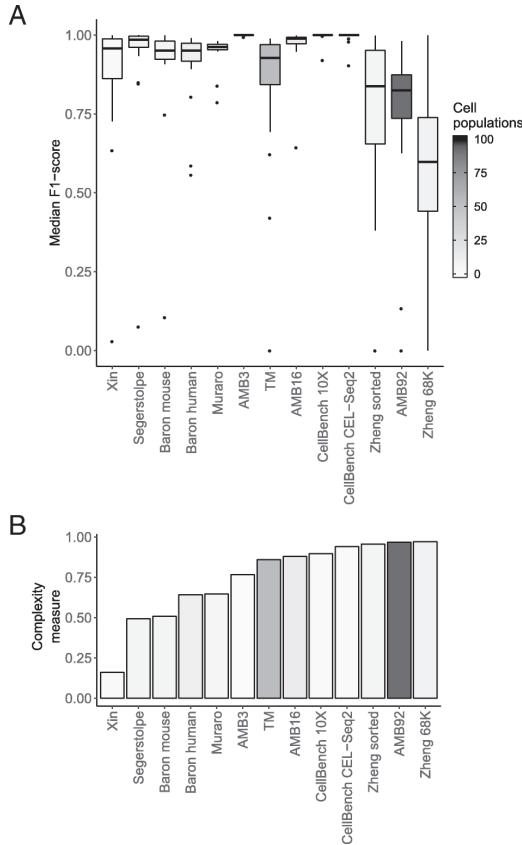 A
Median F1−score
1.00
0.75
0.50
0.25
0.00
Xin
Segerstolpe
Baron mouse
Baron human
Muraro
AMB3
TM
AMB16
CellBench 10X
CellBench CEL−Seq2
Zheng sorted
AMB92
Zheng 68K
Cell
populations
100
75
50
25
0
B
Complexity
measure
1.00
0.75
0.50
0.25
0.00
Xin
Segerstolpe
Baron mouse
Baron human
Muraro
AMB3
TM
AMB16
CellBench 10X
CellBench CEL−Seq2
Zheng sorted
AMB92
Zheng 68K